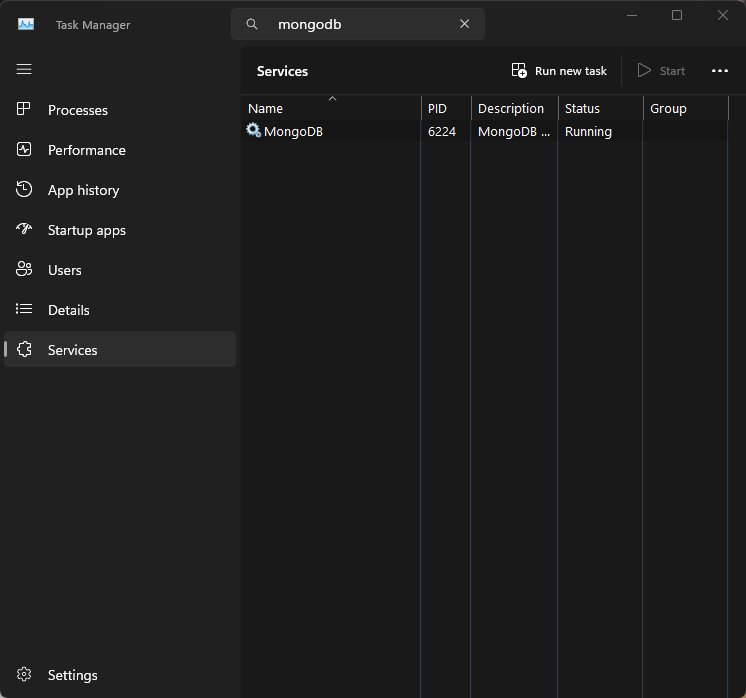 Task Manager
mongodb
Services
Run new task
Start
Processes
Performance
App history
Startup apps
Users
Details
Services
Settings
Name PID Description Status Group
MongoDB 6224 MongoDB ... Running